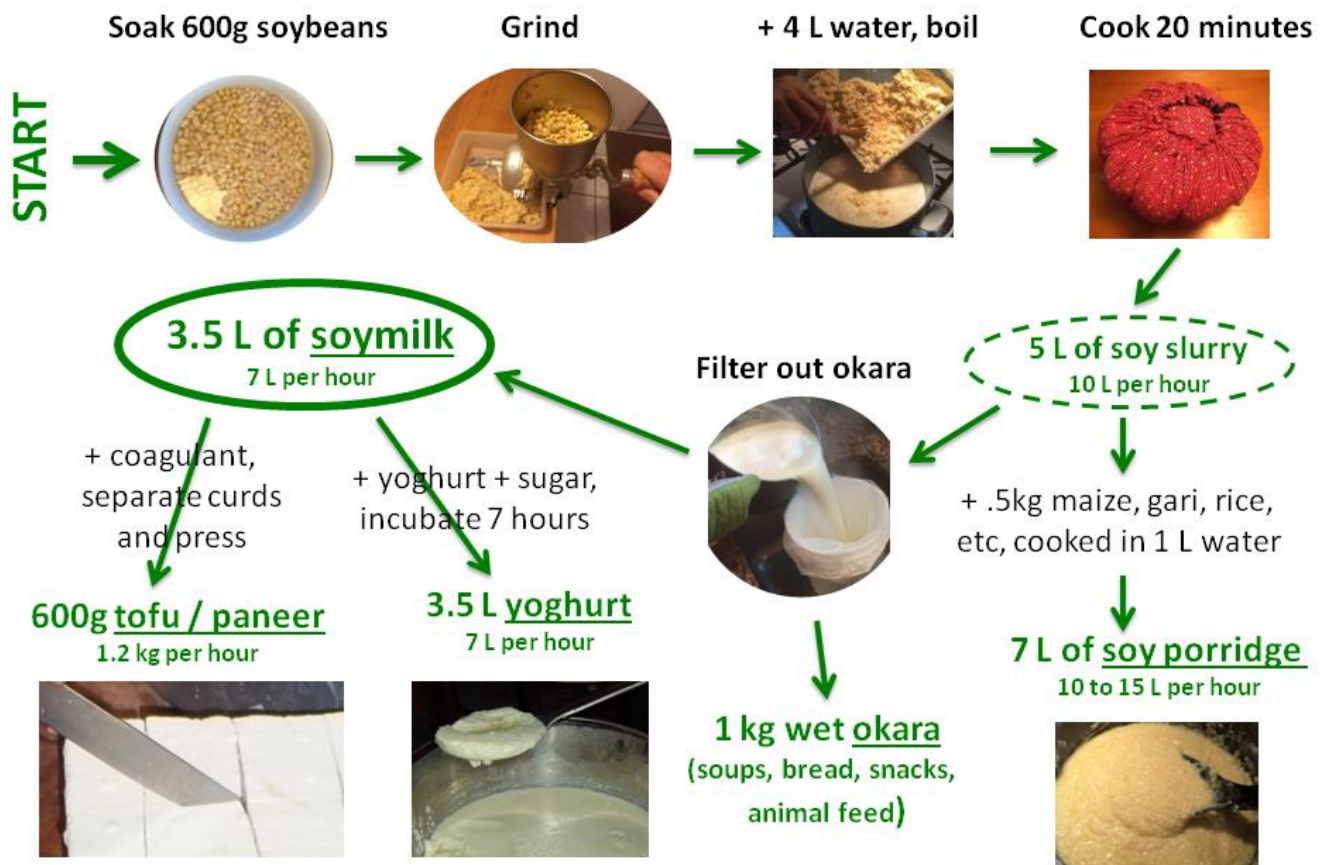 Soak 600g soybeans
Grind
+ 4 L water, boil
Cook 20 minutes
START
3.5 L of soymilk
7 L per hour
Filter out okara
5 L of soy slurry
10 L per hour
+ coagulant,
separate curds
and press
+ yoghurt + sugar,
incubate 7 hours
+ .5kg maize, gari, rice,
etc, cooked in 1 L water
600g tofu / paneer
1.2 kg per hour
3.5 L yoghurt
7 L per hour
7 L of soy porridge
10 to 15 L per hour
1 kg wet okara
(soups, bread, snacks,
animal feed)